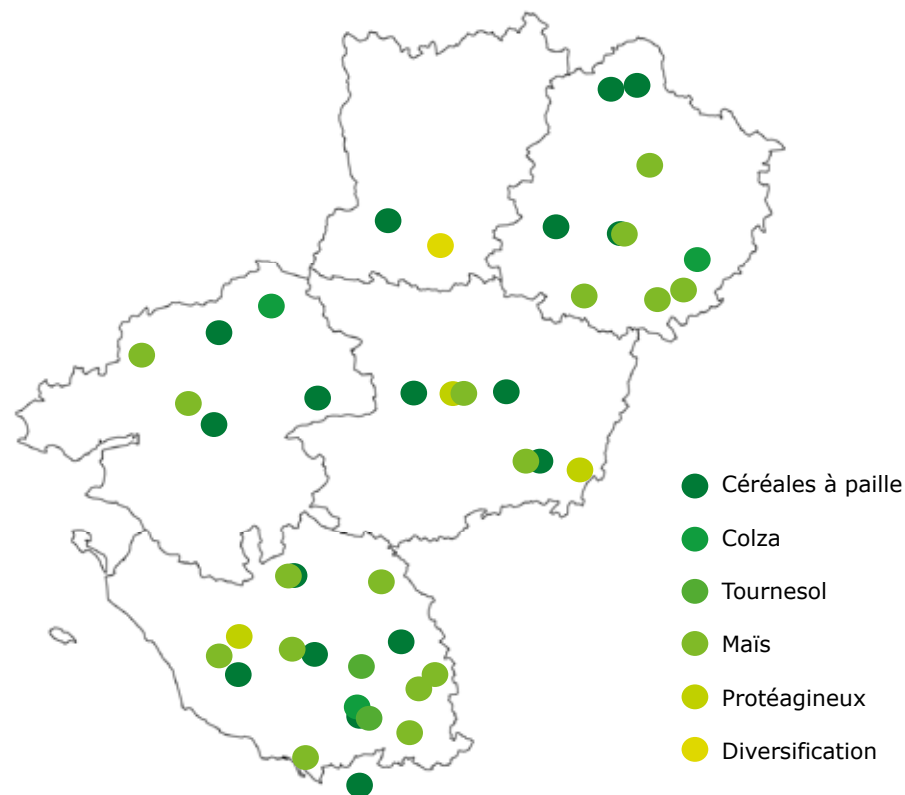 Céréales à paille
Colza
Tournesol
Maïs
Protéagineux
Diversification